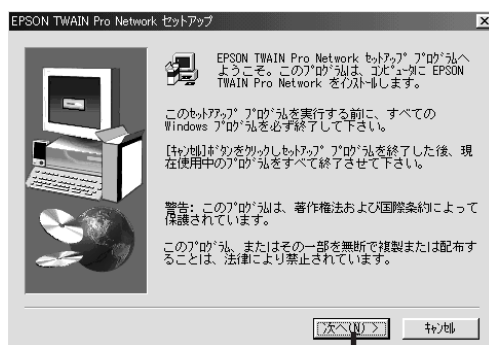 EPSON TWAIN Pro Network セットアップ
EPSON TWAIN Pro Network ｾｯﾄｱｯﾌﾟ ﾌﾟﾛｸﾞﾗﾑへ
ようこそ。このﾌﾟﾛｸﾞﾗﾑは、ｺﾝﾋﾟｭｰﾀに EPSON
TWAIN Pro Network をｲﾝｽﾄｰﾙします。
このｾｯﾄｱｯﾌﾟ ﾌﾟﾛｸﾞﾗﾑを実行する前に、すべての
Windows ﾌﾟﾛｸﾞﾗﾑを必ず終了して下さい。
[ｷｬﾝｾﾙ]ﾎﾞﾀﾝをｸﾘｯｸしｾｯﾄｱｯﾌﾟ ﾌﾟﾛｸﾞﾗﾑを終了した後、現
在使用中のﾌﾟﾛｸﾞﾗﾑをすべて終了させて下さい。
警告: このﾌﾟﾛｸﾞﾗﾑは、著作権法および国際条約によって
保護されています。
このﾌﾟﾛｸﾞﾗﾑ、またはその一部を無断で複製または配布す
ることは、法律により禁止されています。
次へ(N) >
ｷｬﾝｾﾙ